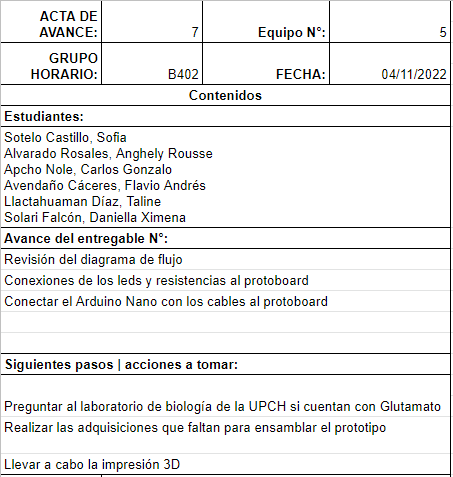 ACTA DE
AVANCE: 7 Equipo N°: 5
GRUPO
HORARIO: B402 FECHA: 04/11/2022
Contenidos
Estudiantes:
Sotelo Castillo, Sofia
Alvarado Rosales, Anghely Rousse
Apcho Nole, Carlos Gonzalo
Avendaño Cáceres, Flavio Andrés
Llactahuaman Díaz, Taline
Solari Falcón, Daniella Ximena
Avance del entregable N°:
Revisión del diagrama de flujo
Conexiones de los leds y resistencias al protoboard
Conectar el Arduino Nano con los cables al protoboard
Siguientes pasos | acciones a tomar:
Preguntar al laboratorio de biología de la UPCH si cuentan con Glutamato
Realizar las adquisiciones que faltan para ensamblar el prototipo
Llevar a cabo la impresión 3D